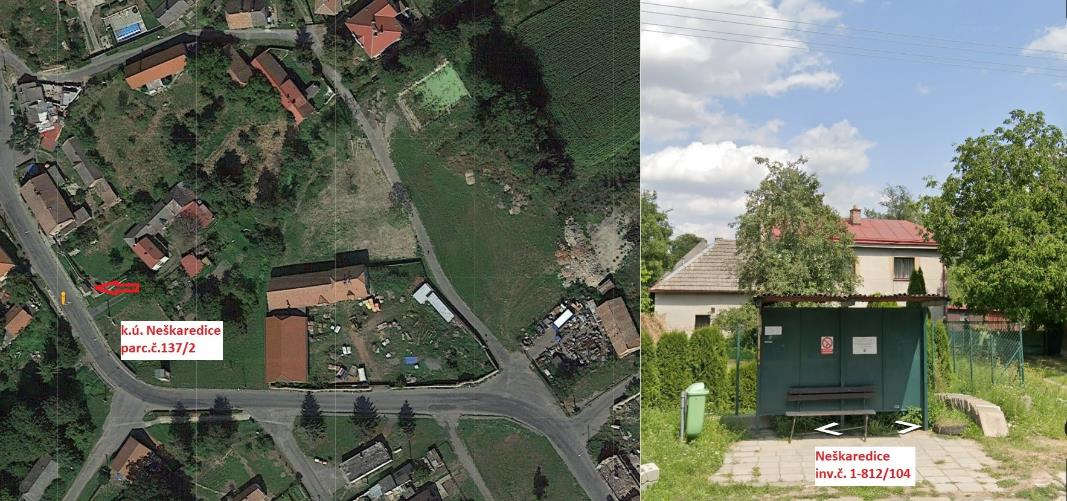 k.ú. Neškaredice
parc.č.137/2
Neškaredice
inv.č. 1-812/104